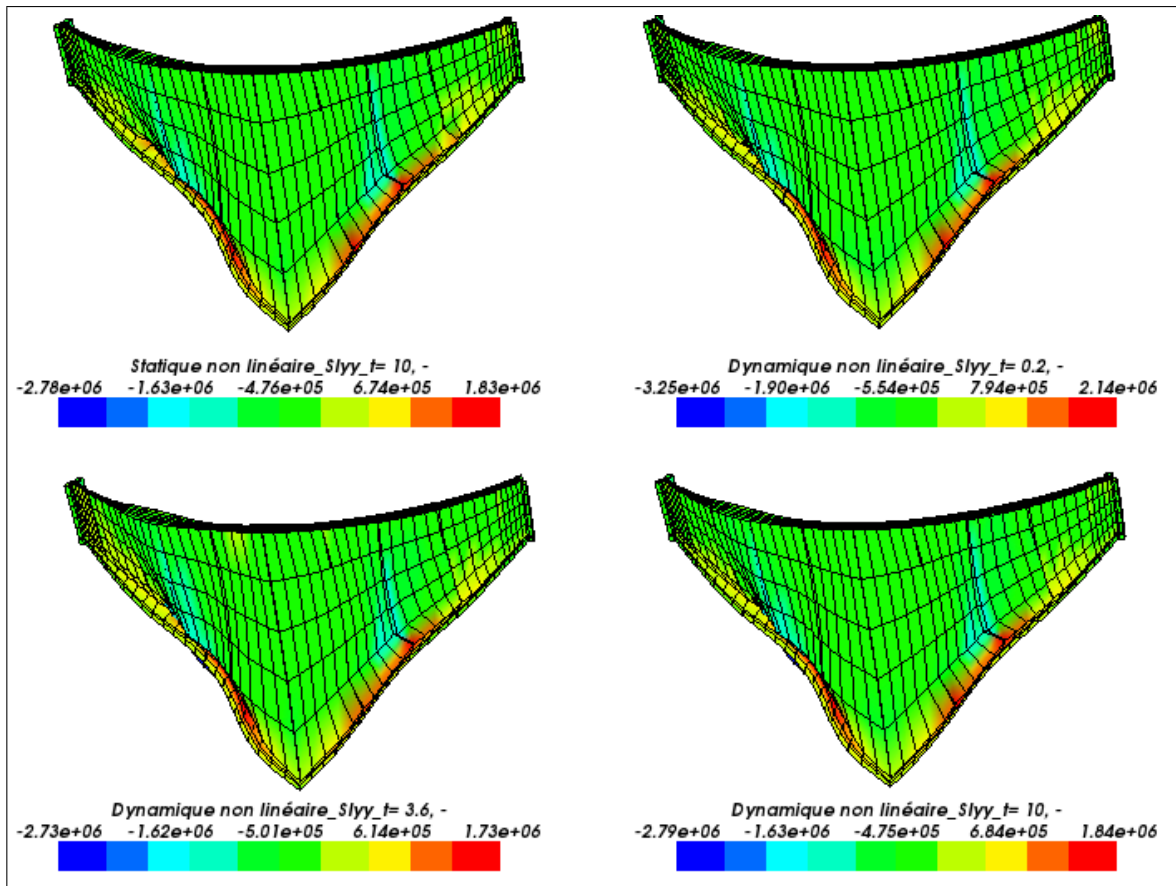 Statique non linéaire_SIyy_t= 10, -
-2.78e+06 -1.63e+06 -4.76e+05 6.74e+05 1.83e+06
Dynamique non linéaire_SIyy_t= 0.2, -
-3.25e+06 -1.90e+06 -5.54e+05 7.94e+05 2.14e+06
Dynamique non linéaire_SIyy_t= 3.6, -
-2.73e+06 -1.62e+06 -5.01e+05 6.14e+05 1.73e+06
Dynamique non linéaire_SIyy_t= 10, -
-2.79e+06 -1.63e+06 -4.75e+05 6.84e+05 1.84e+06